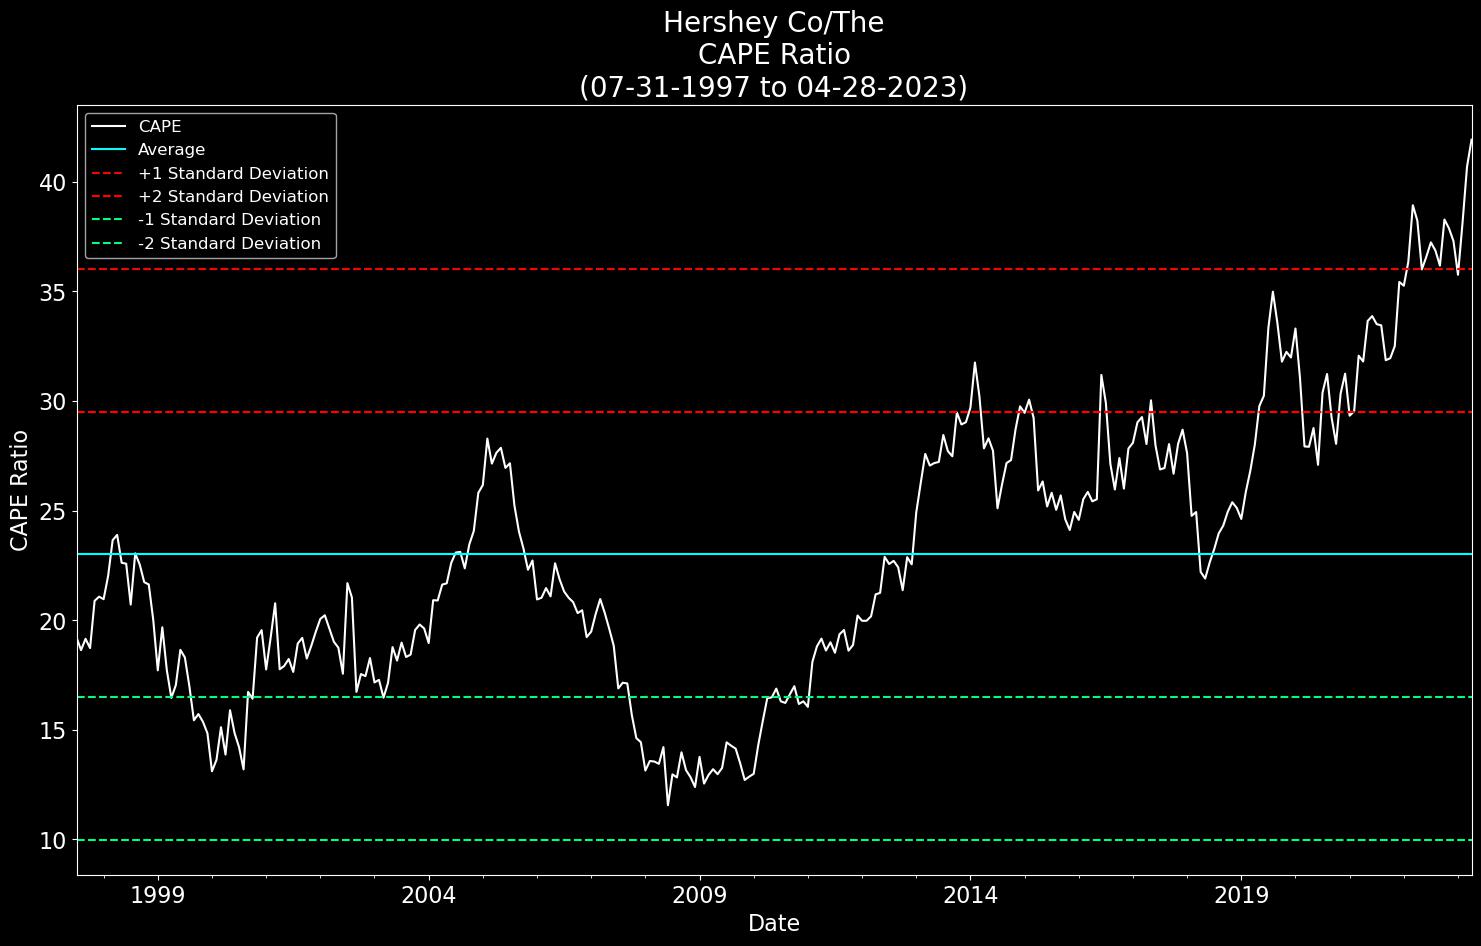 Hershey Co/The
CAPE Ratio
(07-31-1997 to 04-28-2023)
CAPE
Average
+1 Standard Deviation
+2 Standard Deviation
-1 Standard Deviation
-2 Standard Deviation
40
35
30
25
20
15
10
CAPE Ratio
1999
2004
2009
2014
2019
Date